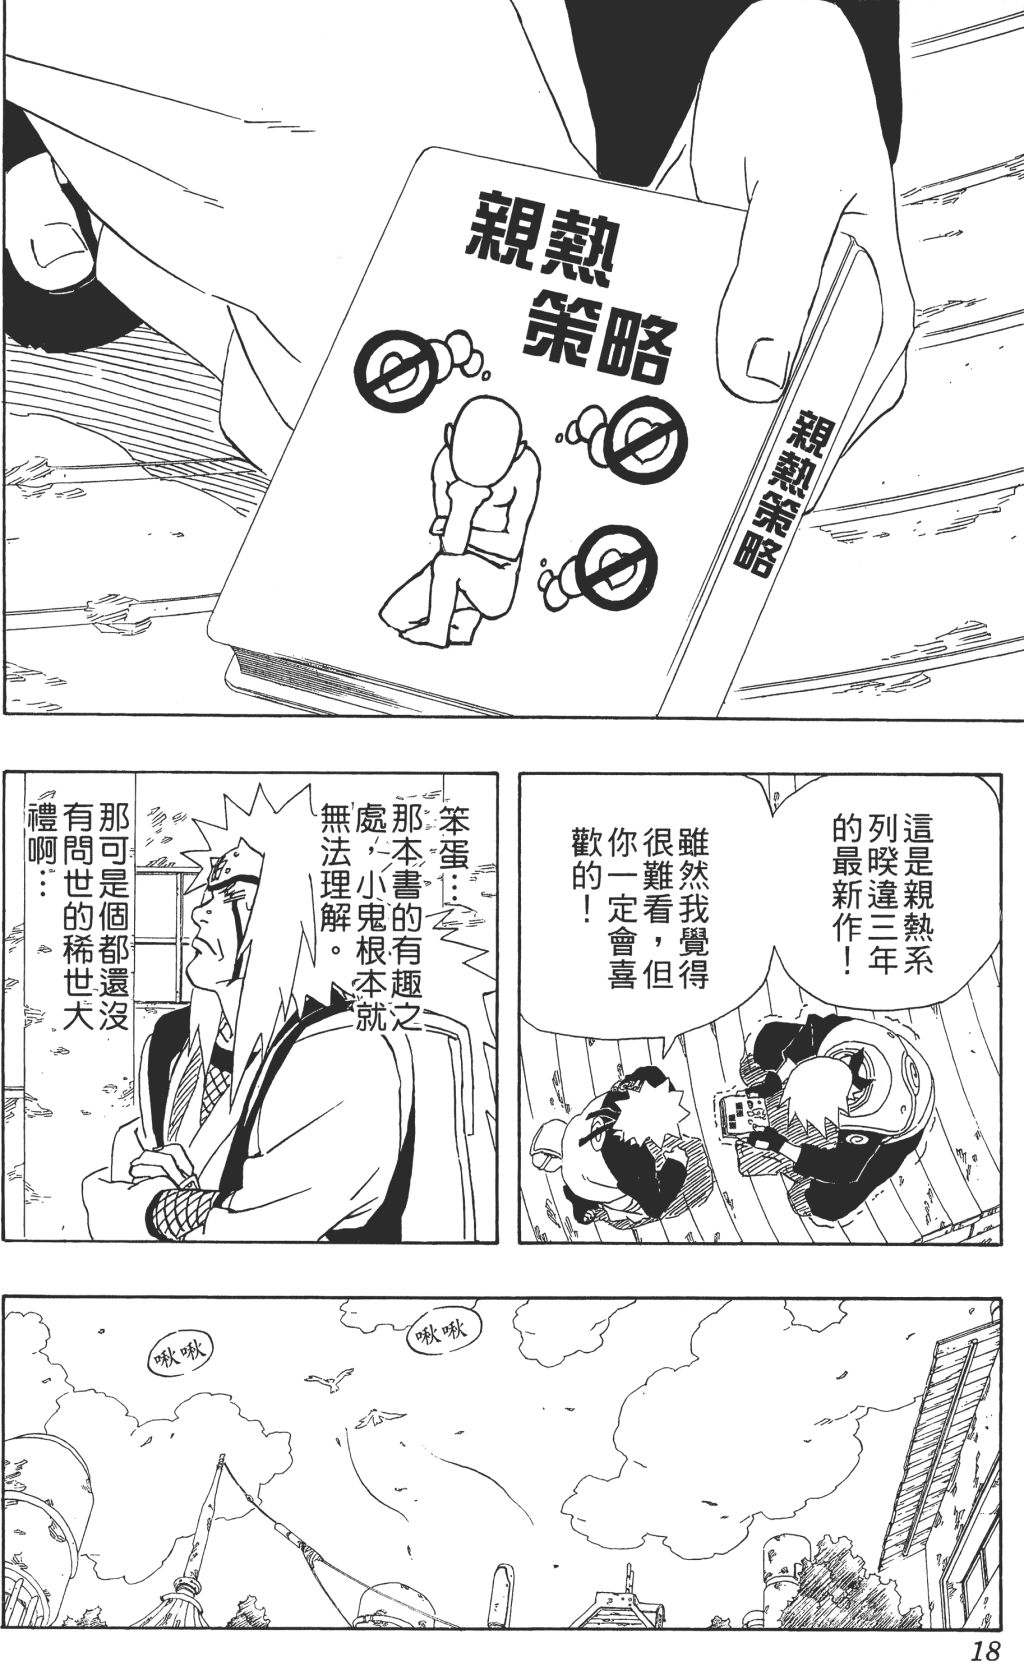 親熱
策略
親熱策略
這是親熱系
列暌違三年
的最新作！
雖然我覺得
很難看，但
你一定會喜
歡的！
笨蛋…
那本書的有趣之
處，小鬼根本就
無法理解。
那可是個都還沒
有問世的稀世大
禮啊…
啾啾
啾啾
18